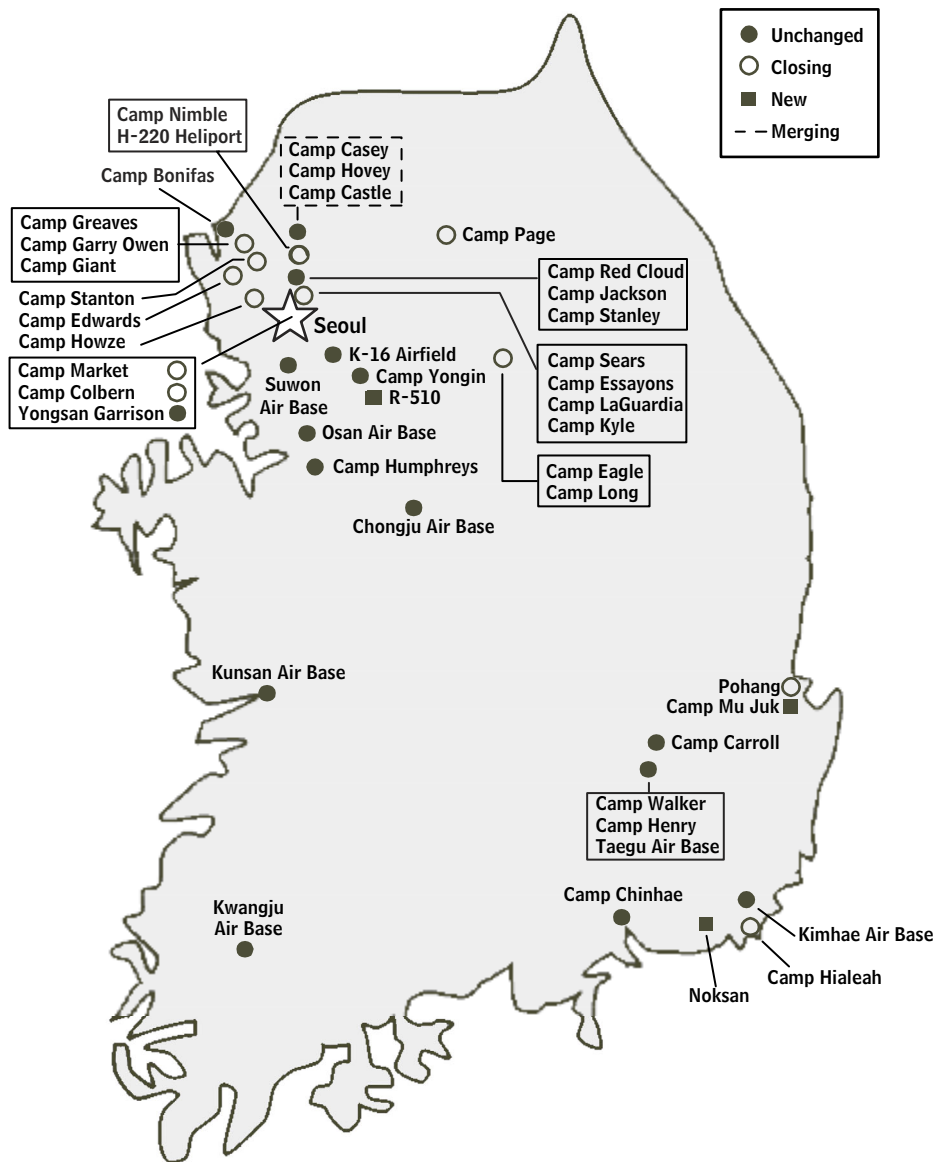 Unchanged
Closing
New
Merging
Camp Nimble
H-220 Heliport
Camp Casey
Camp Hovey
Camp Castle
Camp Bonifas
Camp Greaves
Camp Garry Owen
Camp Giant
Camp Page
Camp Red Cloud
Camp Jackson
Camp Stanley
Camp Stanton
Camp Edwards
Camp Howze
Seoul
Camp Market
Camp Colbern
Yongsan Garrison
K-16 Airfield
Camp Yongin
R-510
Suwon
Air Base
Camp Sears
Camp Essayons
Camp LaGuardia
Camp Kyle
Osan Air Base
Camp Humphreys
Camp Eagle
Camp Long
Chongju Air Base
Kunsan Air Base
Pohang
Camp Mu Juk
Camp Carroll
Camp Walker
Camp Henry
Taegu Air Base
Camp Chinhae
Kwangju
Air Base
Kimhae Air Base
Camp Hialeah
Noksan